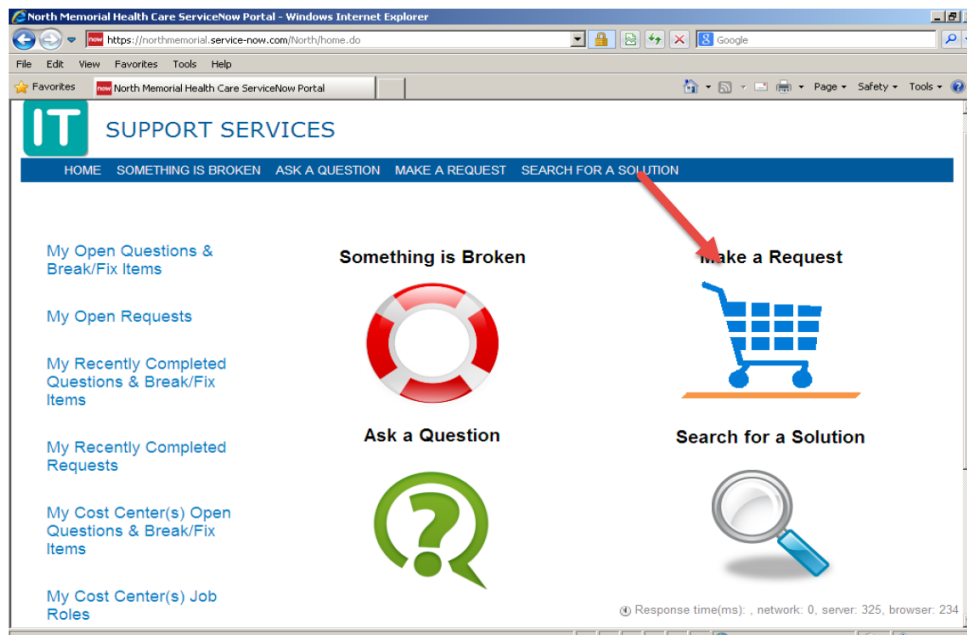 North Memorial Health Care ServiceNow Portal - Windows Internet Explorer
now https://northmemorial.service-now.com/North/home.do
Google
File Edit View Favorites Tools Help
Favorites now North Memorial Health Care ServiceNow Portal Page Safety Tools
IT SUPPORT SERVICES
HOME SOMETHING IS BROKEN ASK A QUESTION MAKE A REQUEST SEARCH FOR A SOLUTION
My Open Questions &
Break/Fix Items
My Open Requests
My Recently Completed
Questions & Break/Fix
Items
My Recently Completed
Requests
My Cost Center(s) Open
Questions & Break/Fix
Items
My Cost Center(s) Job
Roles
Something is Broken
Make a Request
Ask a Question
Search for a Solution
Response time(ms): , network: 0, server: 325, browser: 234